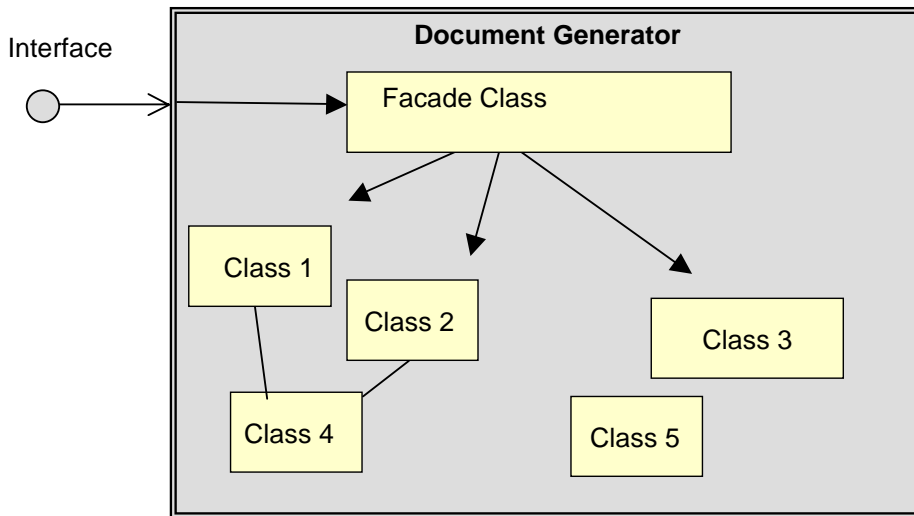 Document Generator
Interface
Facade Class
Class 1
Class 2
Class 3
Class 4
Class 5